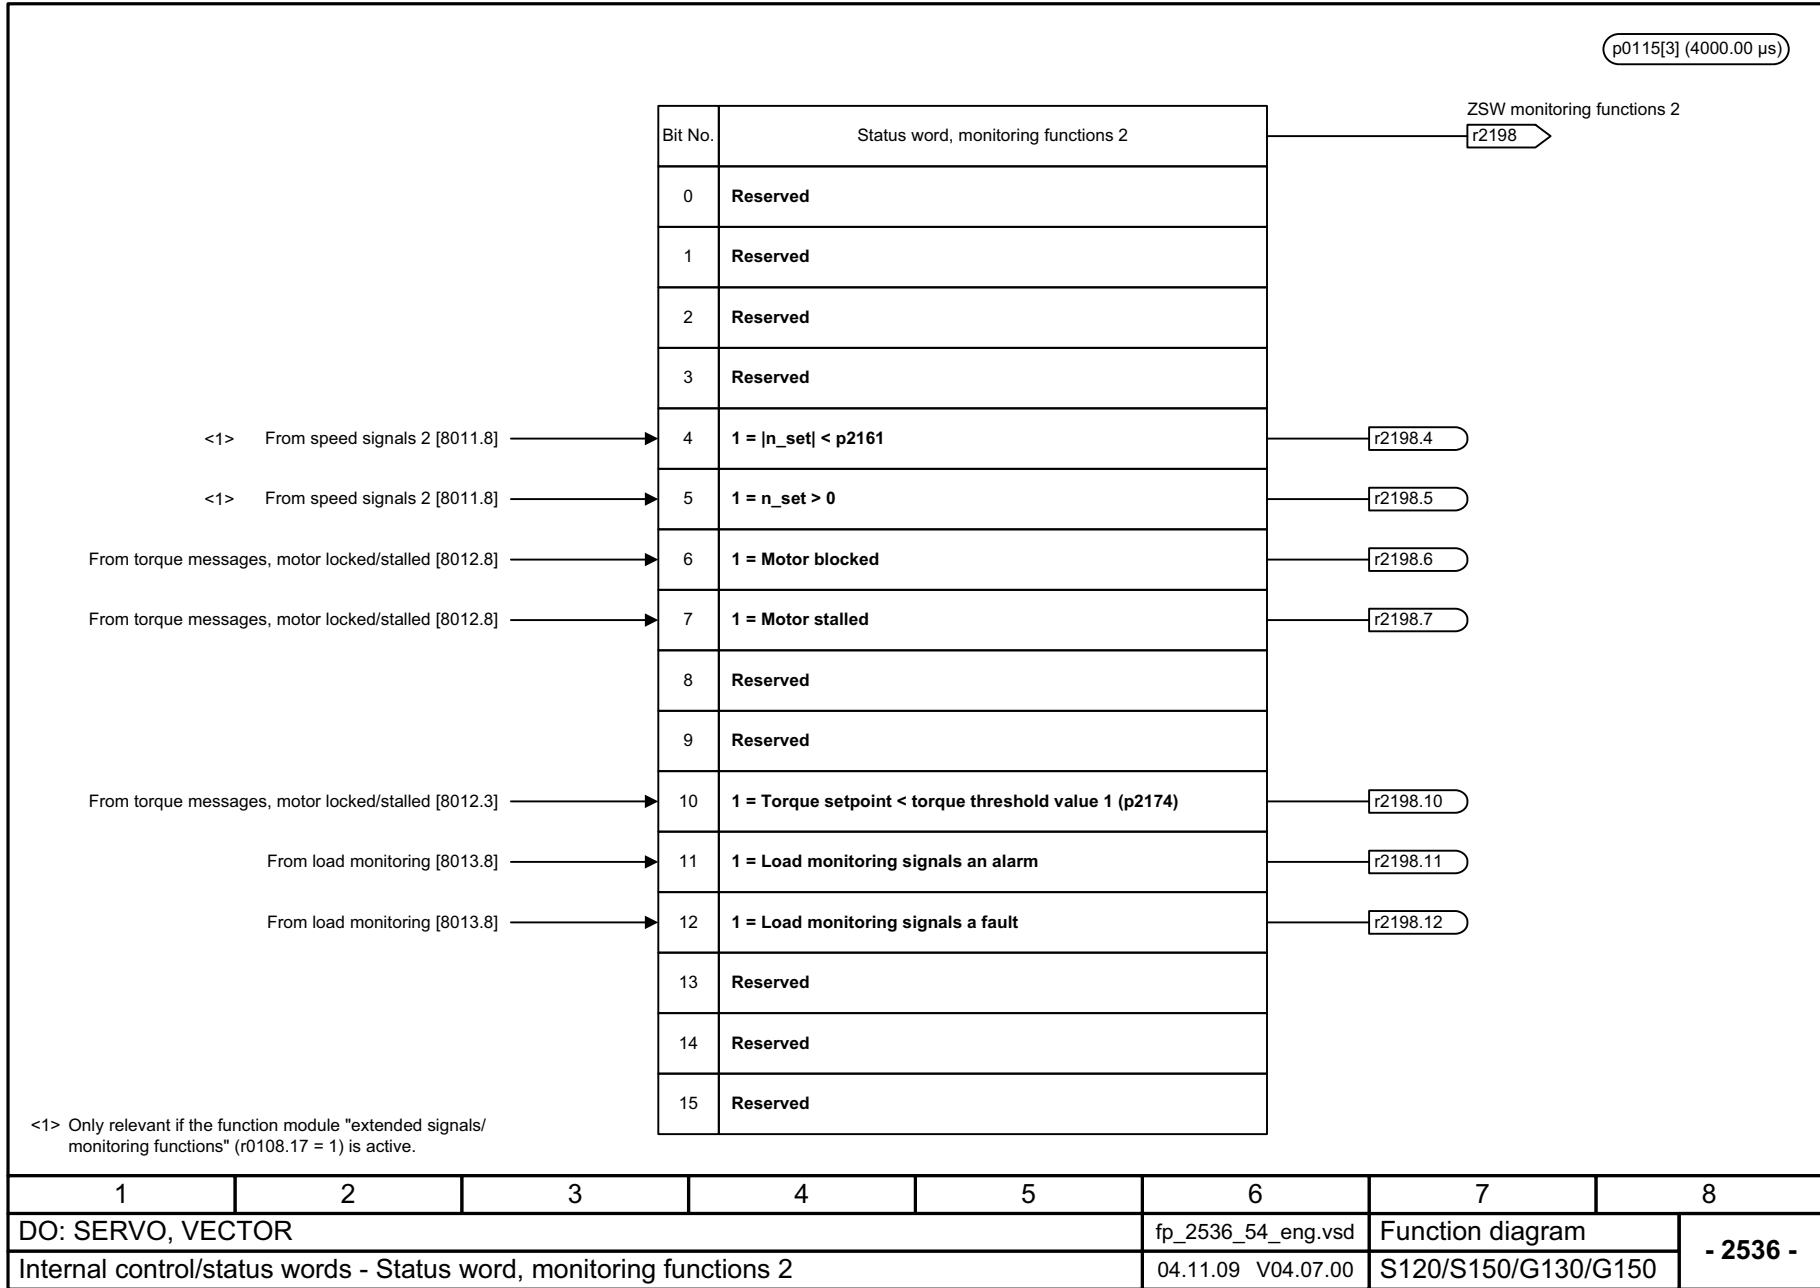 p0115[3] (4000.00 µs)
ZSW monitoring functions 2
Bit No. Status word, monitoring functions 2 r2198
0 Reserved
1 Reserved
2 Reserved
3 Reserved
<1> From speed signals 2 [8011.8] 4 1 = |n_set| < p2161 r2198.4
<1> From speed signals 2 [8011.8] 5 1 = n_set > 0 r2198.5
From torque messages, motor locked/stalled [8012.8] 6 1 = Motor blocked r2198.6
From torque messages, motor locked/stalled [8012.8] 7 1 = Motor stalled r2198.7
8 Reserved
9 Reserved
From torque messages, motor locked/stalled [8012.3] 10 1 = Torque setpoint < torque threshold value 1 (p2174) r2198.10
From load monitoring [8013.8] 11 1 = Load monitoring signals an alarm r2198.11
From load monitoring [8013.8] 12 1 = Load monitoring signals a fault r2198.12
13 Reserved
14 Reserved
15 Reserved
<1> Only relevant if the function module "extended signals/
monitoring functions" (r0108.17 = 1) is active.
1 2 3 4 5 6 7 8
DO: SERVO, VECTOR fp_2536_54_eng.vsd Function diagram - 2536 -
Internal control/status words - Status word, monitoring functions 2 04.11.09 V04.07.00 S120/S150/G130/G150